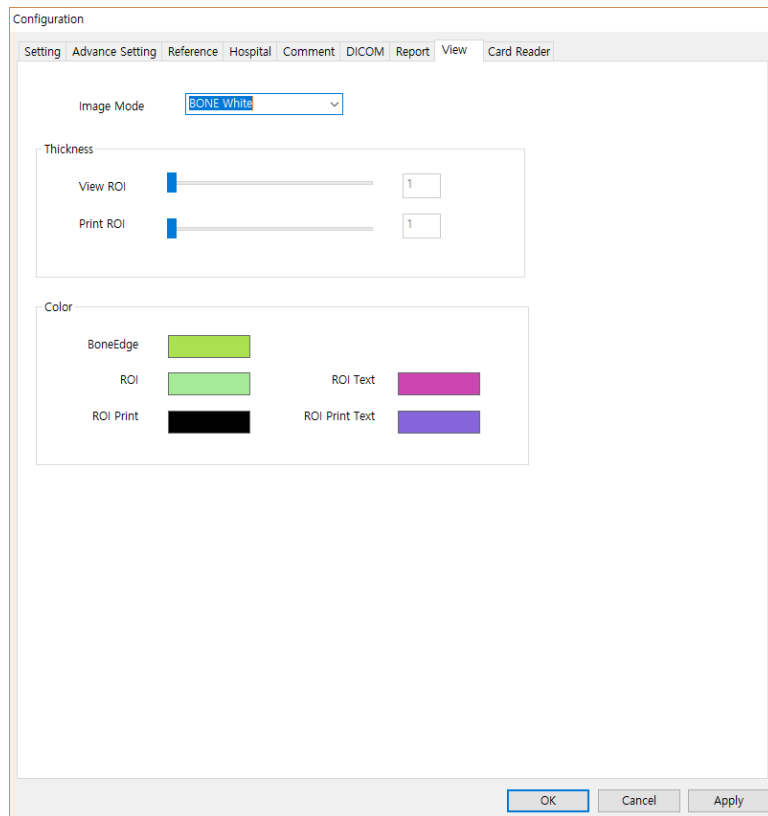 Configuration
Setting Advance Setting Reference Hospital Comment DICOM Report View Card Reader
Image Mode BONE White
Thickness
View ROI 1
Print ROI 1
Color
BoneEdge
ROI ROI Text
ROI Print ROI Print Text
OK Cancel Apply